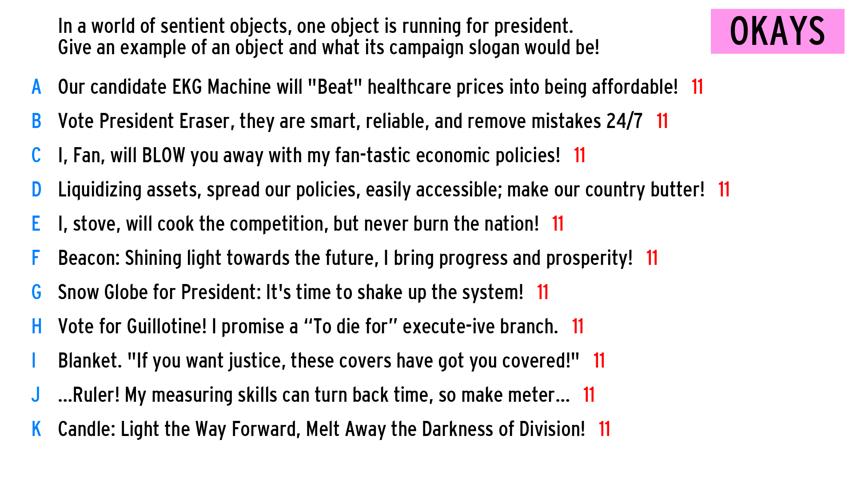 In a world of sentient objects, one object is running for president.
Give an example of an object and what its campaign slogan would be!
OKAYS
A Our candidate EKG Machine will "Beat" healthcare prices into being affordable! 11
B Vote President Eraser, they are smart, reliable, and remove mistakes 24/7 11
C I, Fan, will BLOW you away with my fan-tastic economic policies! 11
D Liquidizing assets, spread our policies, easily accessible; make our country butter! 11
E I, stove, will cook the competition, but never burn the nation! 11
F Beacon: Shining light towards the future, I bring progress and prosperity! 11
G Snow Globe for President: It's time to shake up the system! 11
H Vote for Guillotine! I promise a “To die for” execute-ive branch. 11
I Blanket. "If you want justice, these covers have got you covered!" 11
J ...Ruler! My measuring skills can turn back time, so make meter... 11
K Candle: Light the Way Forward, Melt Away the Darkness of Division! 11